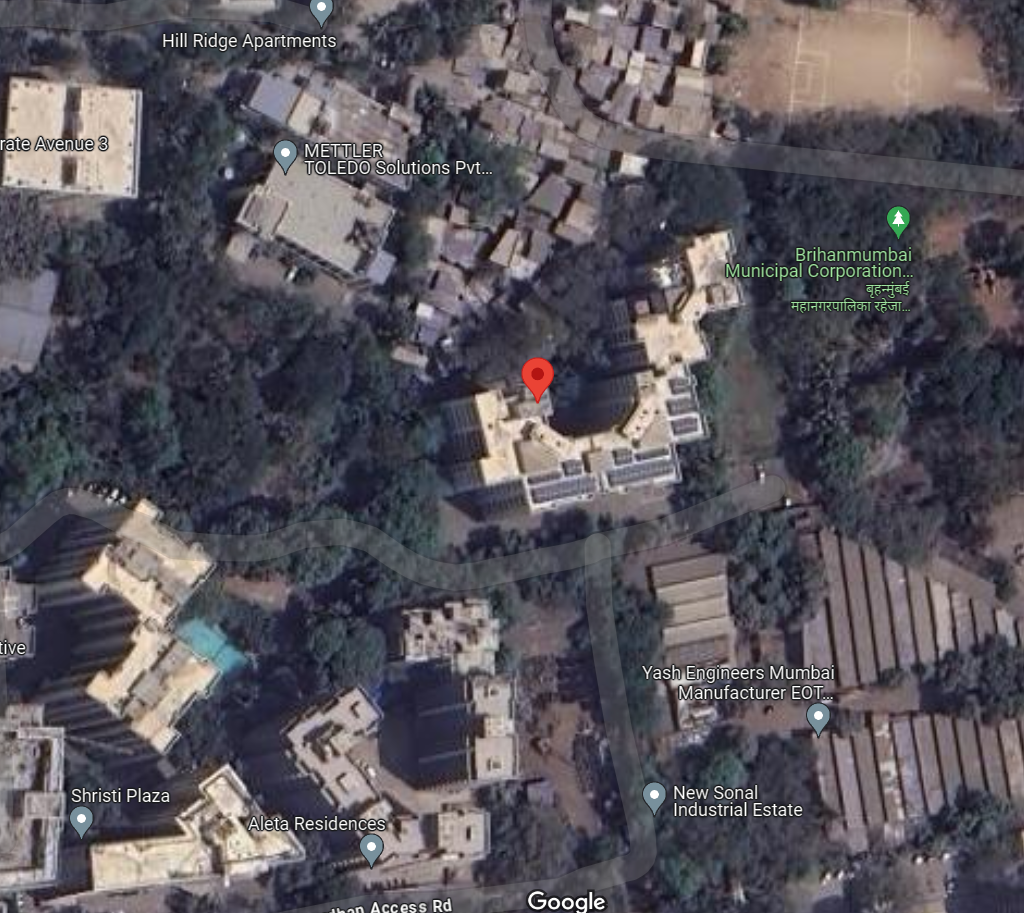 Hill Ridge Apartments
rate Avenue 3
METTLER
TOLEDO Solutions Pvt...
Brihanmumbai
Municipal Corporation...
बृहन्मुंबई
महानगरपालिका रहेजा...
tive
Yash Engineers Mumbai
Manufacturer EOT...
Shristi Plaza
New Sonal
Industrial Estate
Aleta Residences
Access Rd
Google